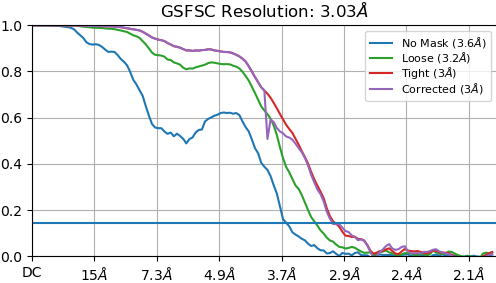 GSFSC Resolution: 3.03Å
1.0
0.8
0.6
0.4
0.2
0.0
No Mask (3.6Å)
Loose (3.2Å)
Tight (3Å)
Corrected (3Å)
DC 15Å 7.3Å 4.9Å 3.7Å 2.9Å 2.4Å 2.1Å